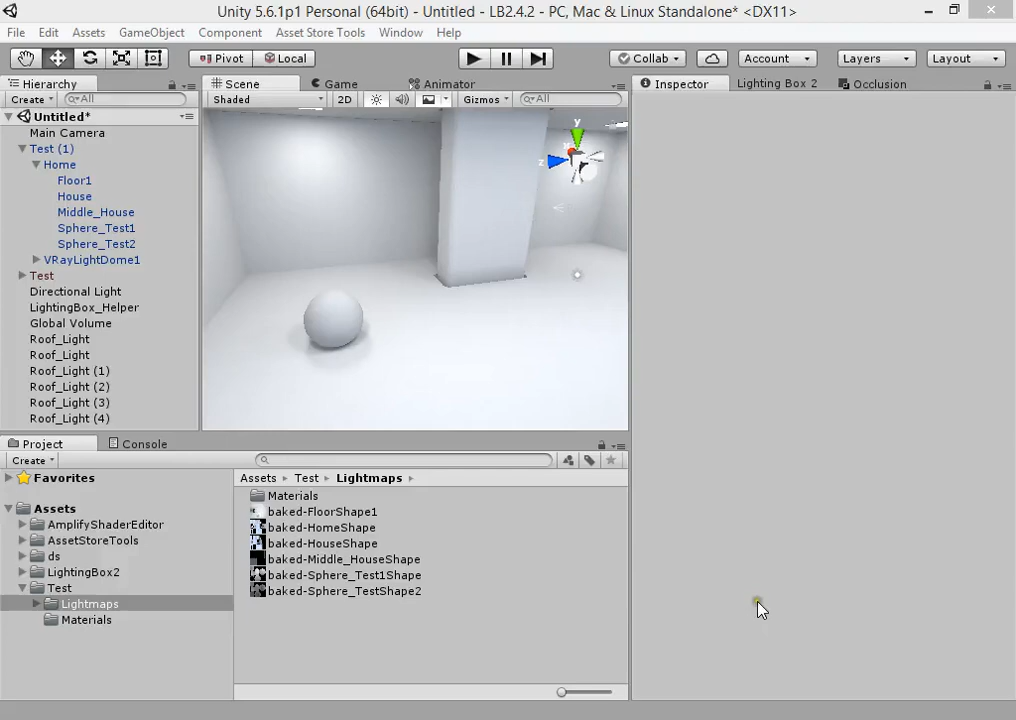 Unity 5.6.1p1 Personal (64bit) - Untitled - LB2.4.2 - PC, Mac & Linux Standalone* <DX11>
File Edit Assets GameObject Component Asset Store Tools Window Help
Pivot Local Collab Account Layers Layout
Hierarchy
Create All
Untitled*
Main Camera
Test (1)
Home
Floor1
House
Middle_House
Sphere_Test1
Sphere_Test2
VRayLightDome1
Test
Directional Light
LightingBox_Helper
Global Volume
Roof_Light
Roof_Light
Roof_Light (1)
Roof_Light (2)
Roof_Light (3)
Roof_Light (4)
Scene Game Animator
Shaded 2D Gizmos All
y
x
z
Inspector Lighting Box 2 Occlusion
Project Console
Create
Favorites
Assets
AmplifyShaderEditor
AssetStoreTools
ds
LightingBox2
Test
Lightmaps
Materials
Assets Test Lightmaps
Materials
baked-FloorShape1
baked-HomeShape
baked-HouseShape
baked-Middle_HouseShape
baked-Sphere_Test1Shape
baked-Sphere_TestShape2